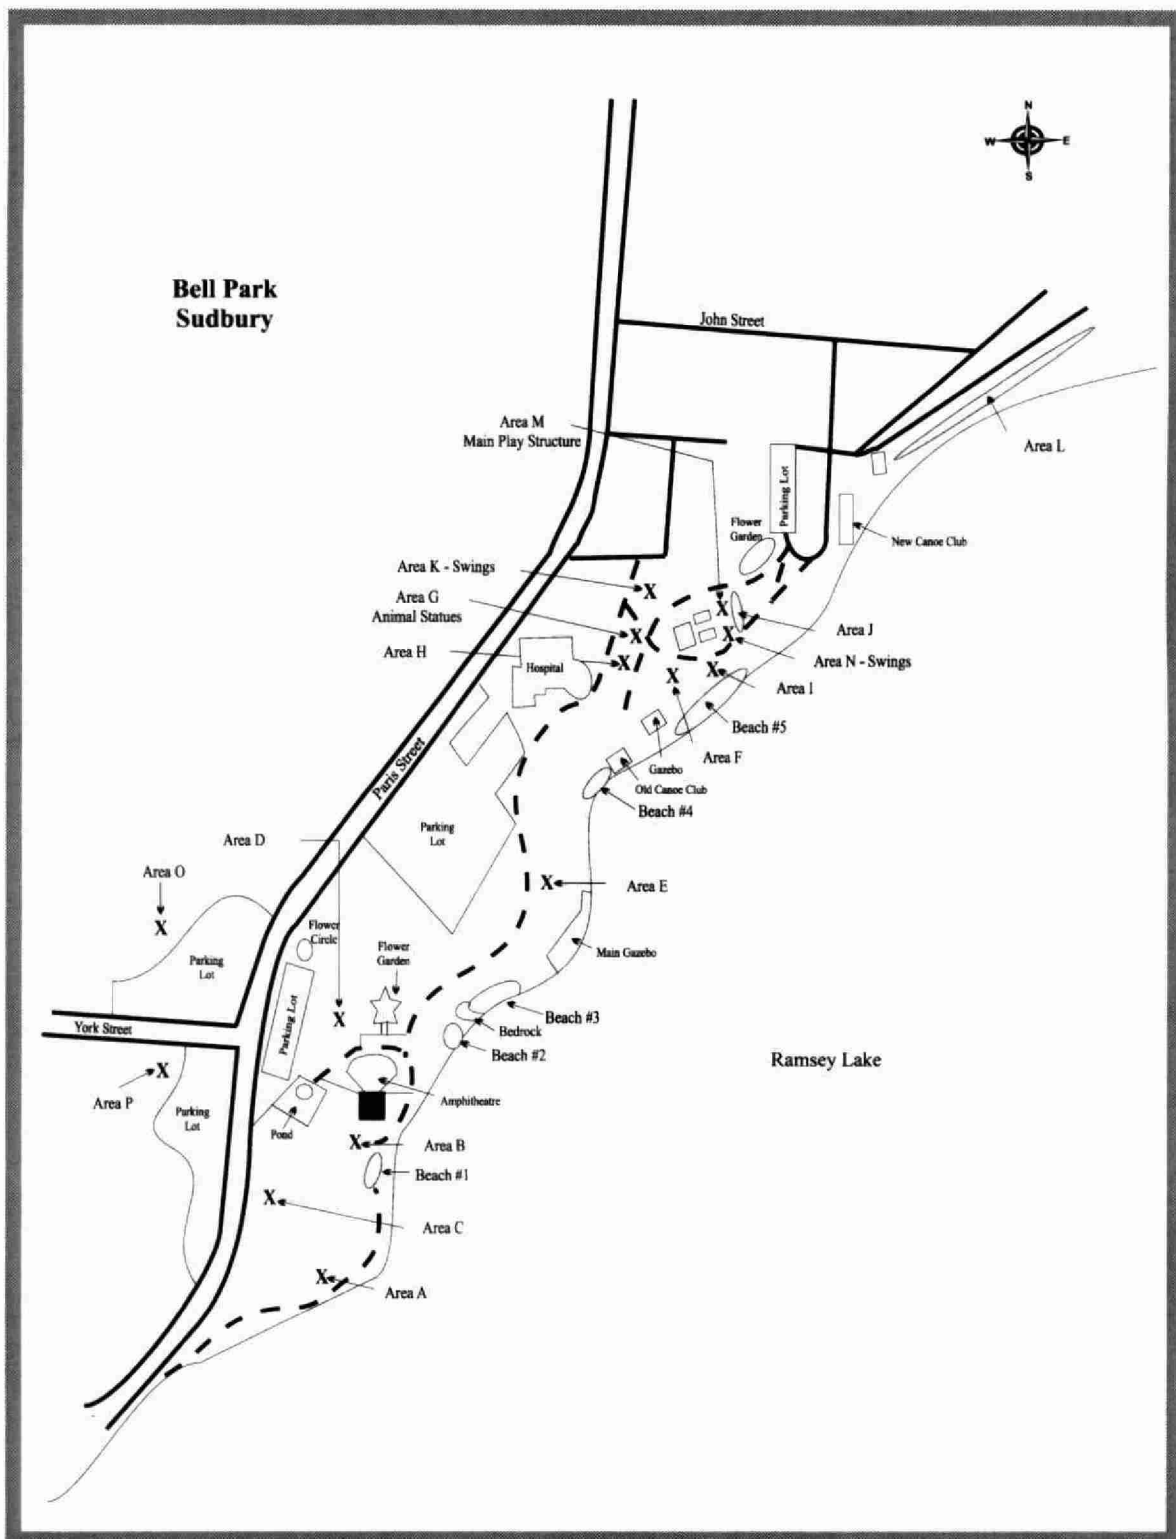 N
W
E
S
Bell Park
Sudbury
John Street
Area M
Main Play Structure
Area L
Parking Lot
Flower
Garden
New Canoe Club
Area K - Swings
Area G
Animal Statues
Area J
Area H
Hospital
Area N - Swings
Area I
Beach #5
Paris Street
Area F
Gazebo
Old Canoe Club
Beach #4
Parking
Lot
Area D
Area O
Area E
Flower
Circle
Flower
Garden
Main Gazebo
Parking
Lot
Parking Lot
York Street
Beach #3
Bedrock
Beach #2
Ramsey Lake
Area P
Parking
Lot
Amphitheatre
Pond
Area B
Beach #1
Area C
Area A
X
X
X
X
X
X
X
X
X
X
X
X
X
X